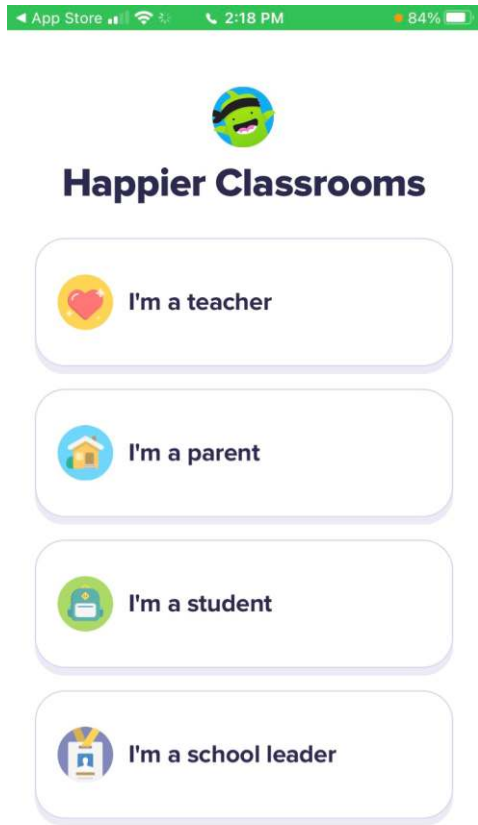 App Store 2:18 PM 84%
Happier Classrooms
I'm a teacher
I'm a parent
I'm a student
I'm a school leader